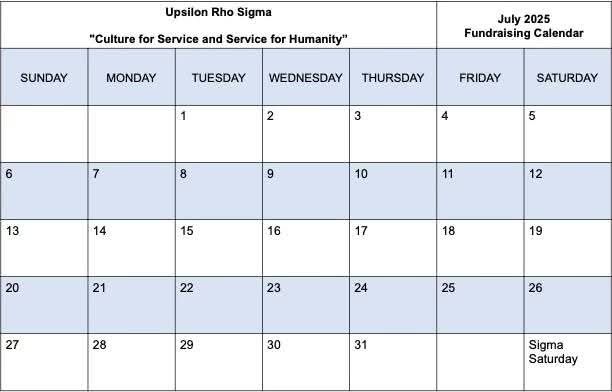 Upsilon Rho Sigma
"Culture for Service and Service for Humanity”
July 2025
Fundraising Calendar
SUNDAY MONDAY TUESDAY WEDNESDAY THURSDAY FRIDAY SATURDAY
1 2 3 4 5
6 7 8 9 10 11 12
13 14 15 16 17 18 19
20 21 22 23 24 25 26
27 28 29 30 31 Sigma
Saturday